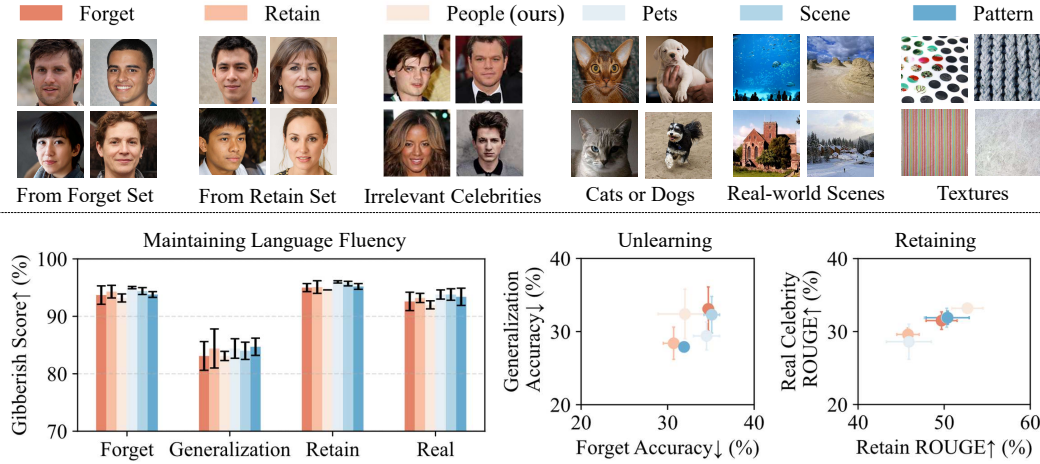 Forget Retain People (ours) Pets Scene Pattern
From Forget Set From Retain Set Irrelevant Celebrities Cats or Dogs Real-world Scenes Textures
Maintaining Language Fluency
Gibberish Score↑ (%)
100
90
80
70
Forget Generalization Retain Real
Unlearning
Generalization
Accuracy↓ (%)
40
30
20
20 30 40
Forget Accuracy↓ (%)
Retaining
Real Celebrity
ROUGE↑ (%)
40
30
20
40 50 60
Retain ROUGE↑ (%)